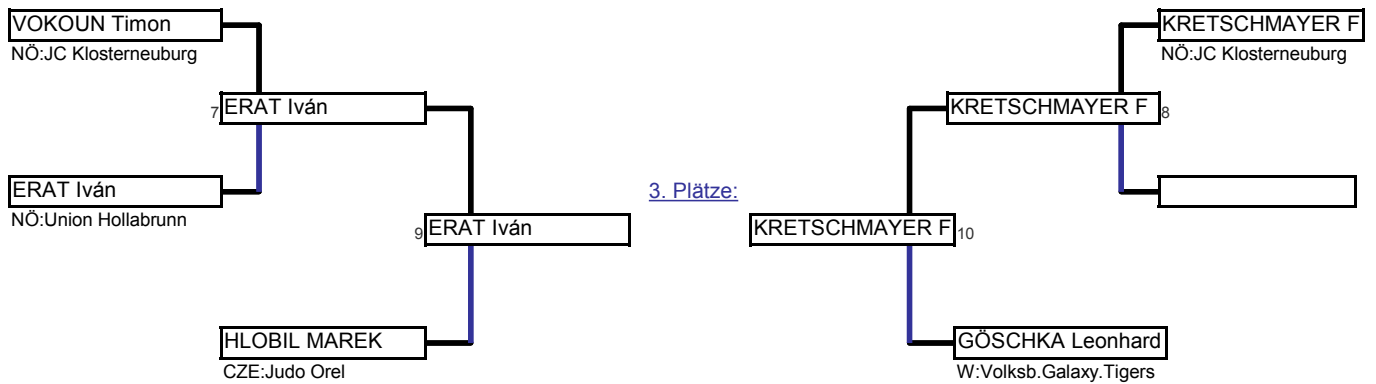 VOKOUN Timon
NÖ:JC Klosterneuburg
7 ERAT Iván
ERAT Iván
NÖ:Union Hollabrunn
9 ERAT Iván
HLOBIL MAREK
CZE:Judo Orel
3. Plätze:
KRETSCHMAYER F
NÖ:JC Klosterneuburg
KRETSCHMAYER F 8
KRETSCHMAYER F 10
GÖSCHKA Leonhard
W:Volksb.Galaxy.Tigers